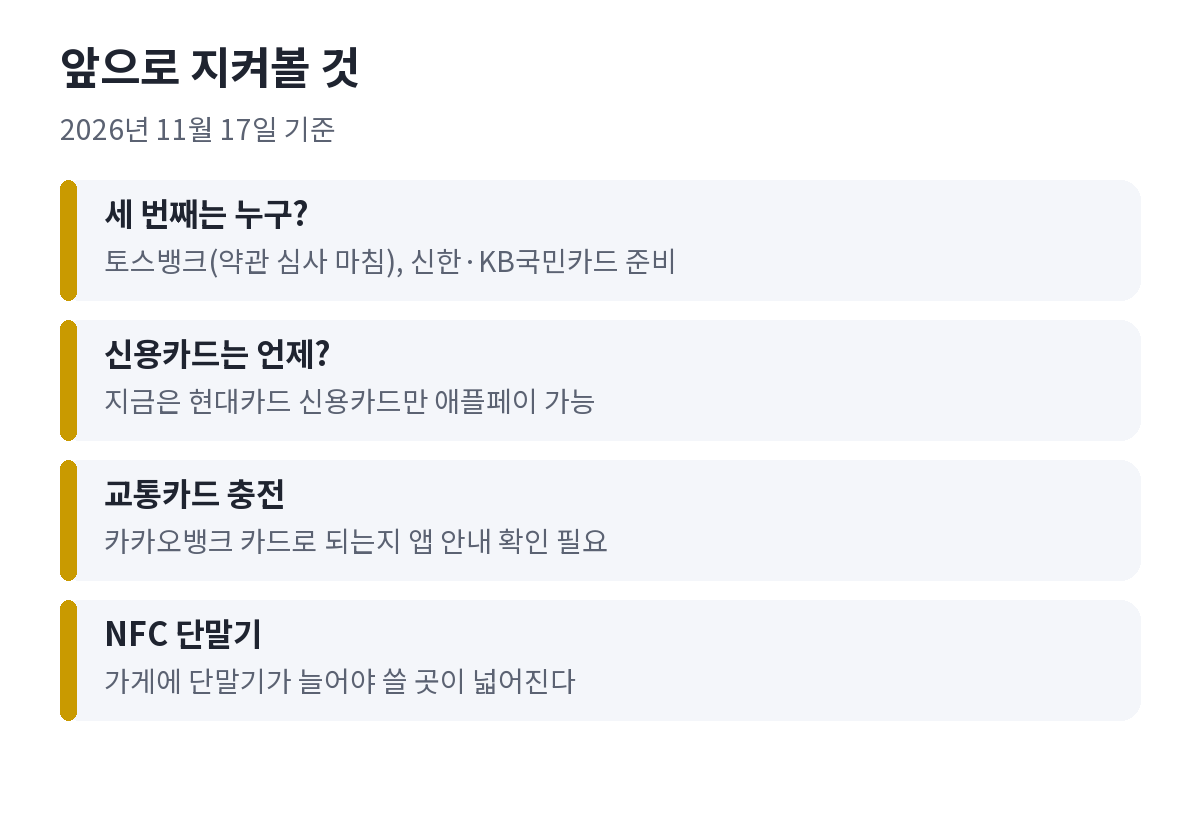 앞으로 지켜볼 것
2026년 11월 17일 기준
세 번째는 누구?
토스뱅크(약관 심사 마침), 신한·KB국민카드 준비
신용카드는 언제?
지금은 현대카드 신용카드만 애플페이 가능
교통카드 충전
카카오뱅크 카드로 되는지 앱 안내 확인 필요
NFC 단말기
가게에 단말기가 늘어야 쓸 곳이 넓어진다